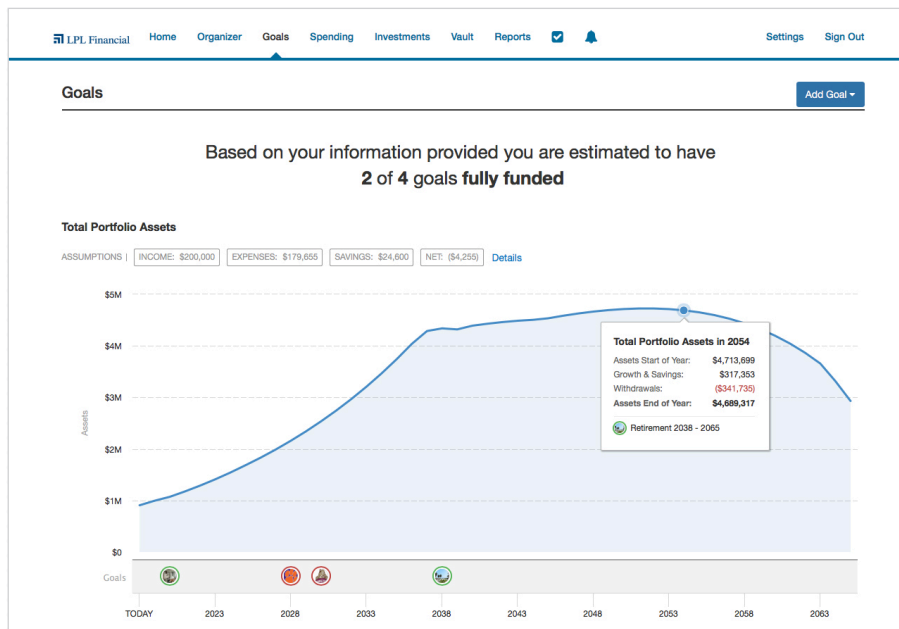 LPL Financial Home Organizer Goals Spending Investments Vault Reports Settings Sign Out
Goals
Add Goal
Based on your information provided you are estimated to have
2 of 4 goals fully funded
Total Portfolio Assets
ASSUMPTIONS | INCOME: $200,000 EXPENSES: $179,655 SAVINGS: $24,600 NET: ($4,255) Details
$5M
$4M
$3M
$2M
$1M
$0
Assets
Total Portfolio Assets in 2054
Assets Start of Year: $4,713,699
Growth & Savings: $317,353
Withdrawals: ($341,735)
Assets End of Year: $4,689,317
Retirement 2038 - 2065
Goals
TODAY 2023 2028 2033 2038 2043 2048 2053 2058 2063